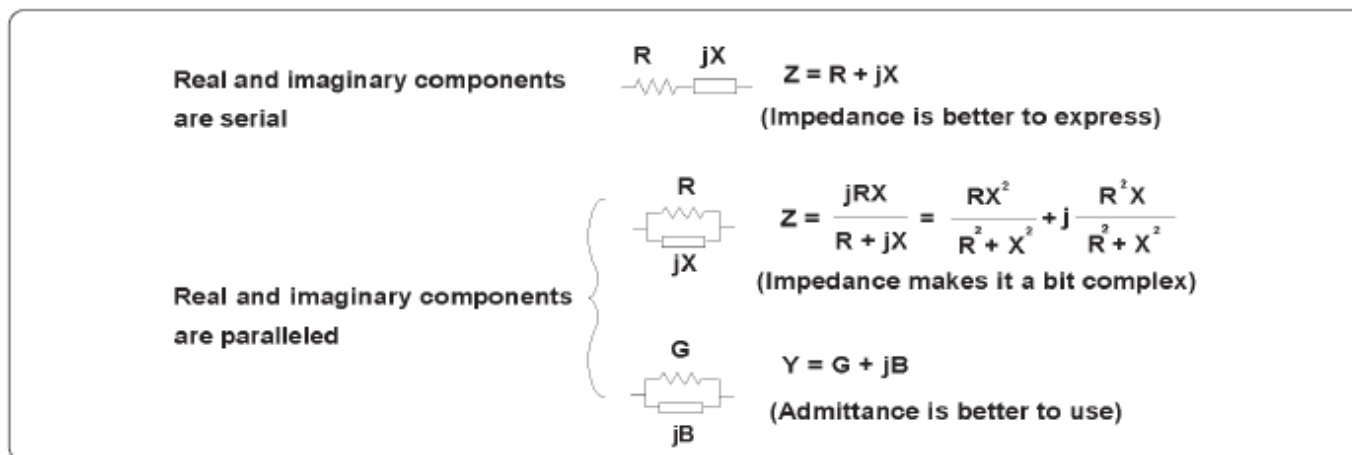 Real and imaginary components
are serial
R jX
Z = R + jX
(Impedance is better to express)
Real and imaginary components
are paralleled
R
jX
Z = jRX / R + jX = RX² / R² + X² + j R²X / R² + X²
(Impedance makes it a bit complex)
G
jB
Y = G + jB
(Admittance is better to use)